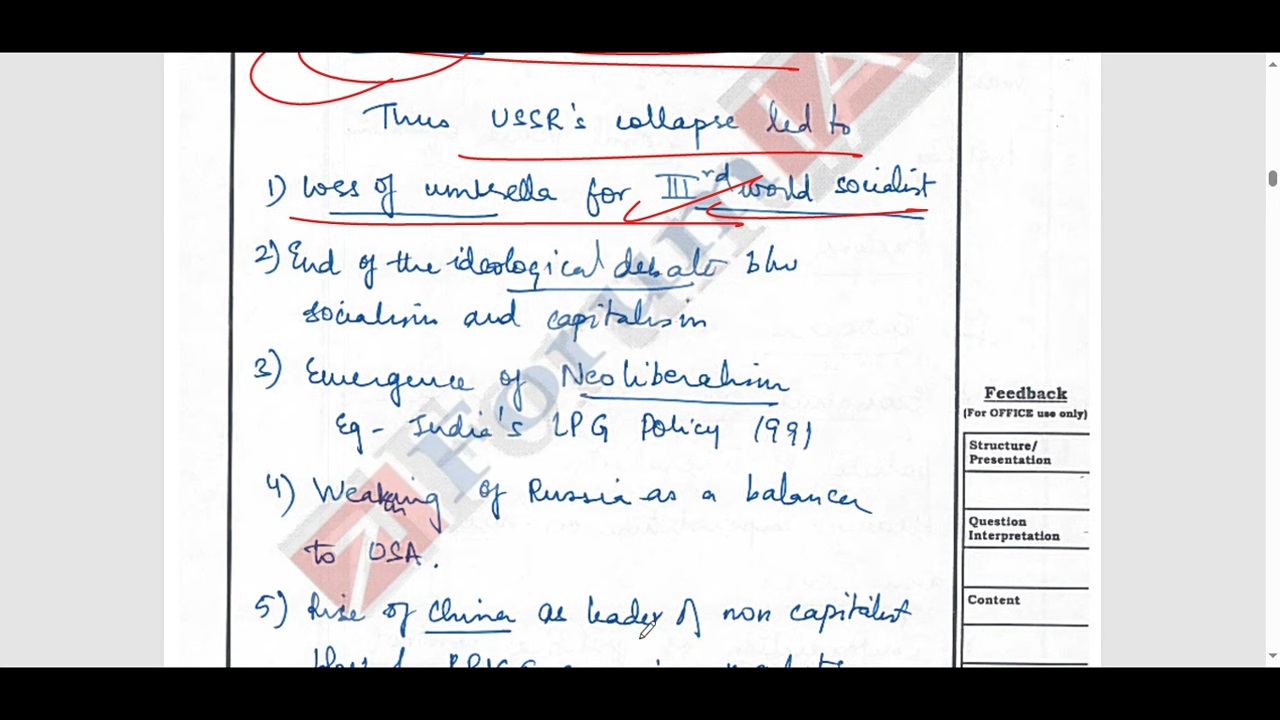 Thus USSR's collapse led to
1) Loss of umbrella for IIIrd world socialist
2) End of the ideological debate b/w
socialism and capitalism
3) Emergence of Neoliberalism
Eg - India's LPG Policy 1991
4) Weakning of Russia as a balancer
to USA.
5) Rise of China as leader of non capitalist
Forum IAS
Feedback
(For OFFICE use only)
Structure/
Presentation
Question
Interpretation
Content